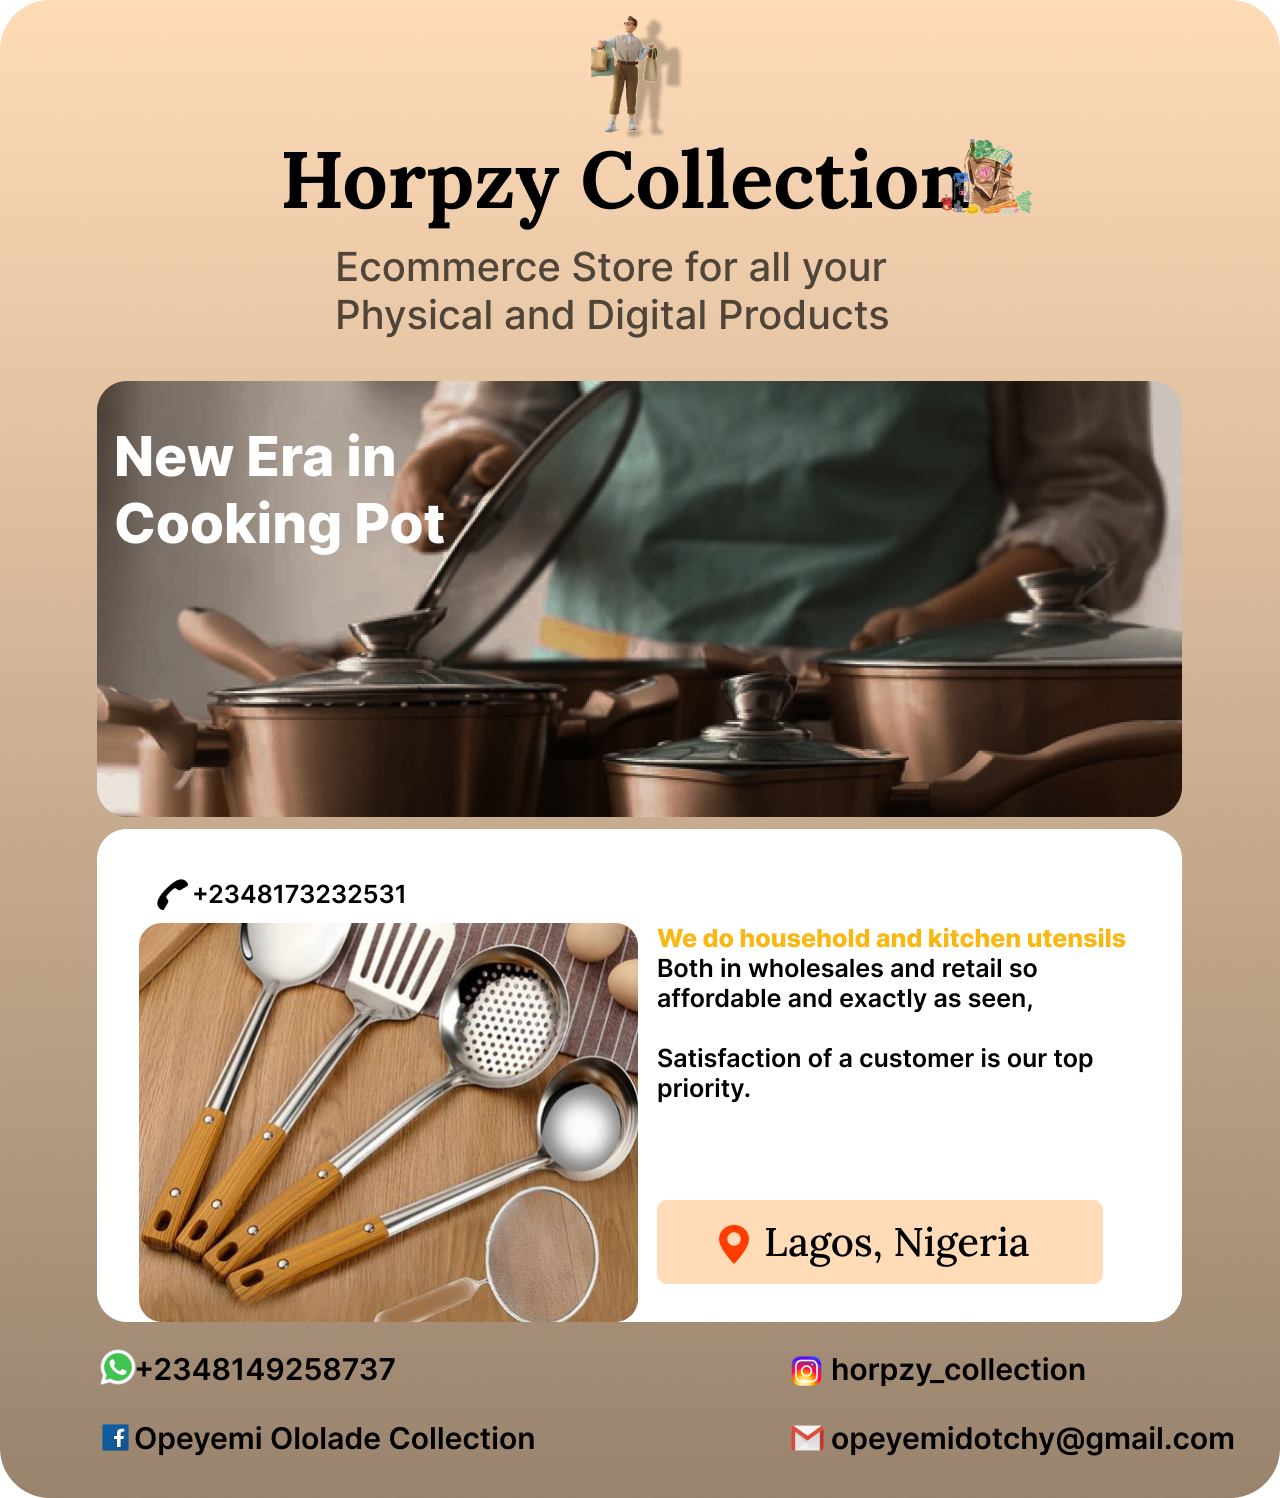 Horpzy Collection
Ecommerce Store for all your
Physical and Digital Products
New Era in
Cooking Pot
+2348173232531
We do household and kitchen utensils
Both in wholesales and retail so
affordable and exactly as seen,
Satisfaction of a customer is our top
priority.
Lagos, Nigeria
+2348149258737
horpzy_collection
Opeyemi Ololade Collection
opeyemidotchy@gmail.com